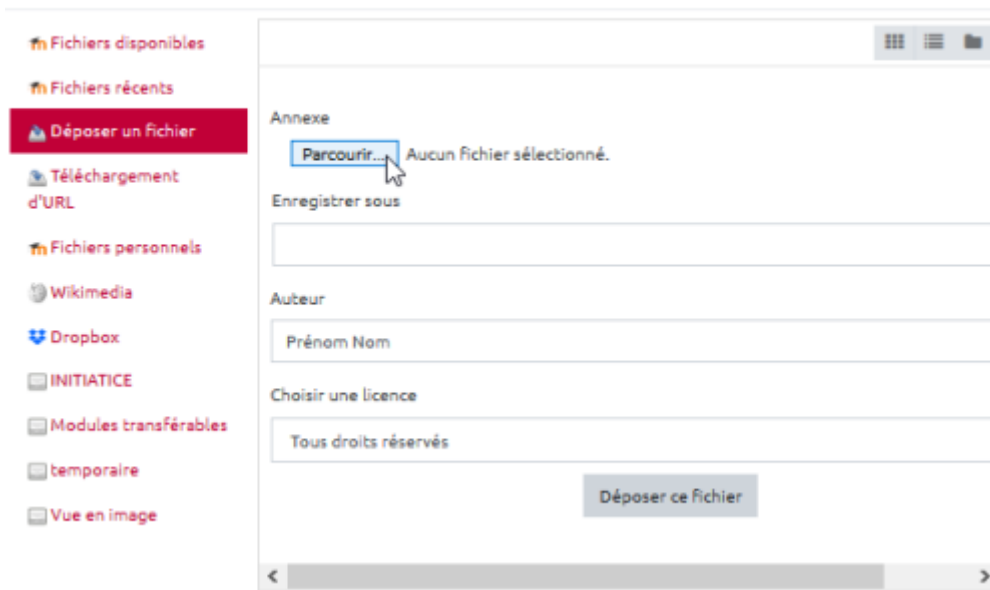 Fichiers disponibles
Fichiers récents
Déposer un fichier
Téléchargement
d'URL
Fichiers personnels
Wikimedia
Dropbox
INITIATICE
Modules transférables
temporaire
Vue en image
Annexe
Parcourir... Aucun fichier sélectionné.
Enregistrer sous
Auteur
Prénom Nom
Choisir une licence
Tous droits réservés
Déposer ce fichier